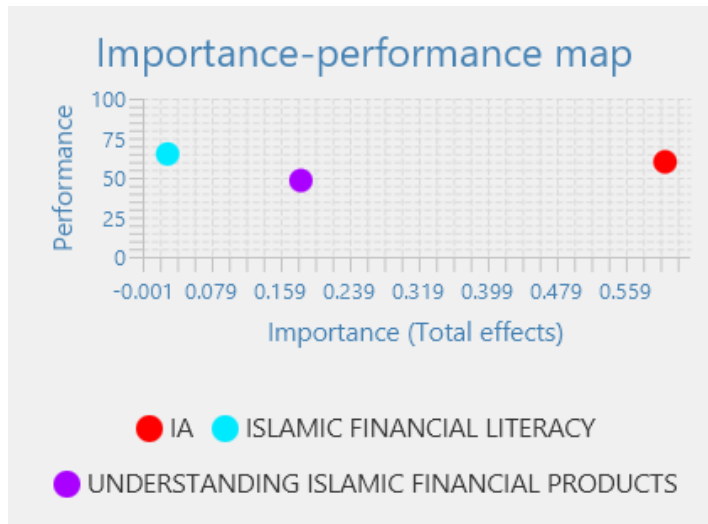 Importance-performance map
Performance
100
75
50
25
0
-0.001 0.079 0.159 0.239 0.319 0.399 0.479 0.559
Importance (Total effects)
IA ISLAMIC FINANCIAL LITERACY
UNDERSTANDING ISLAMIC FINANCIAL PRODUCTS